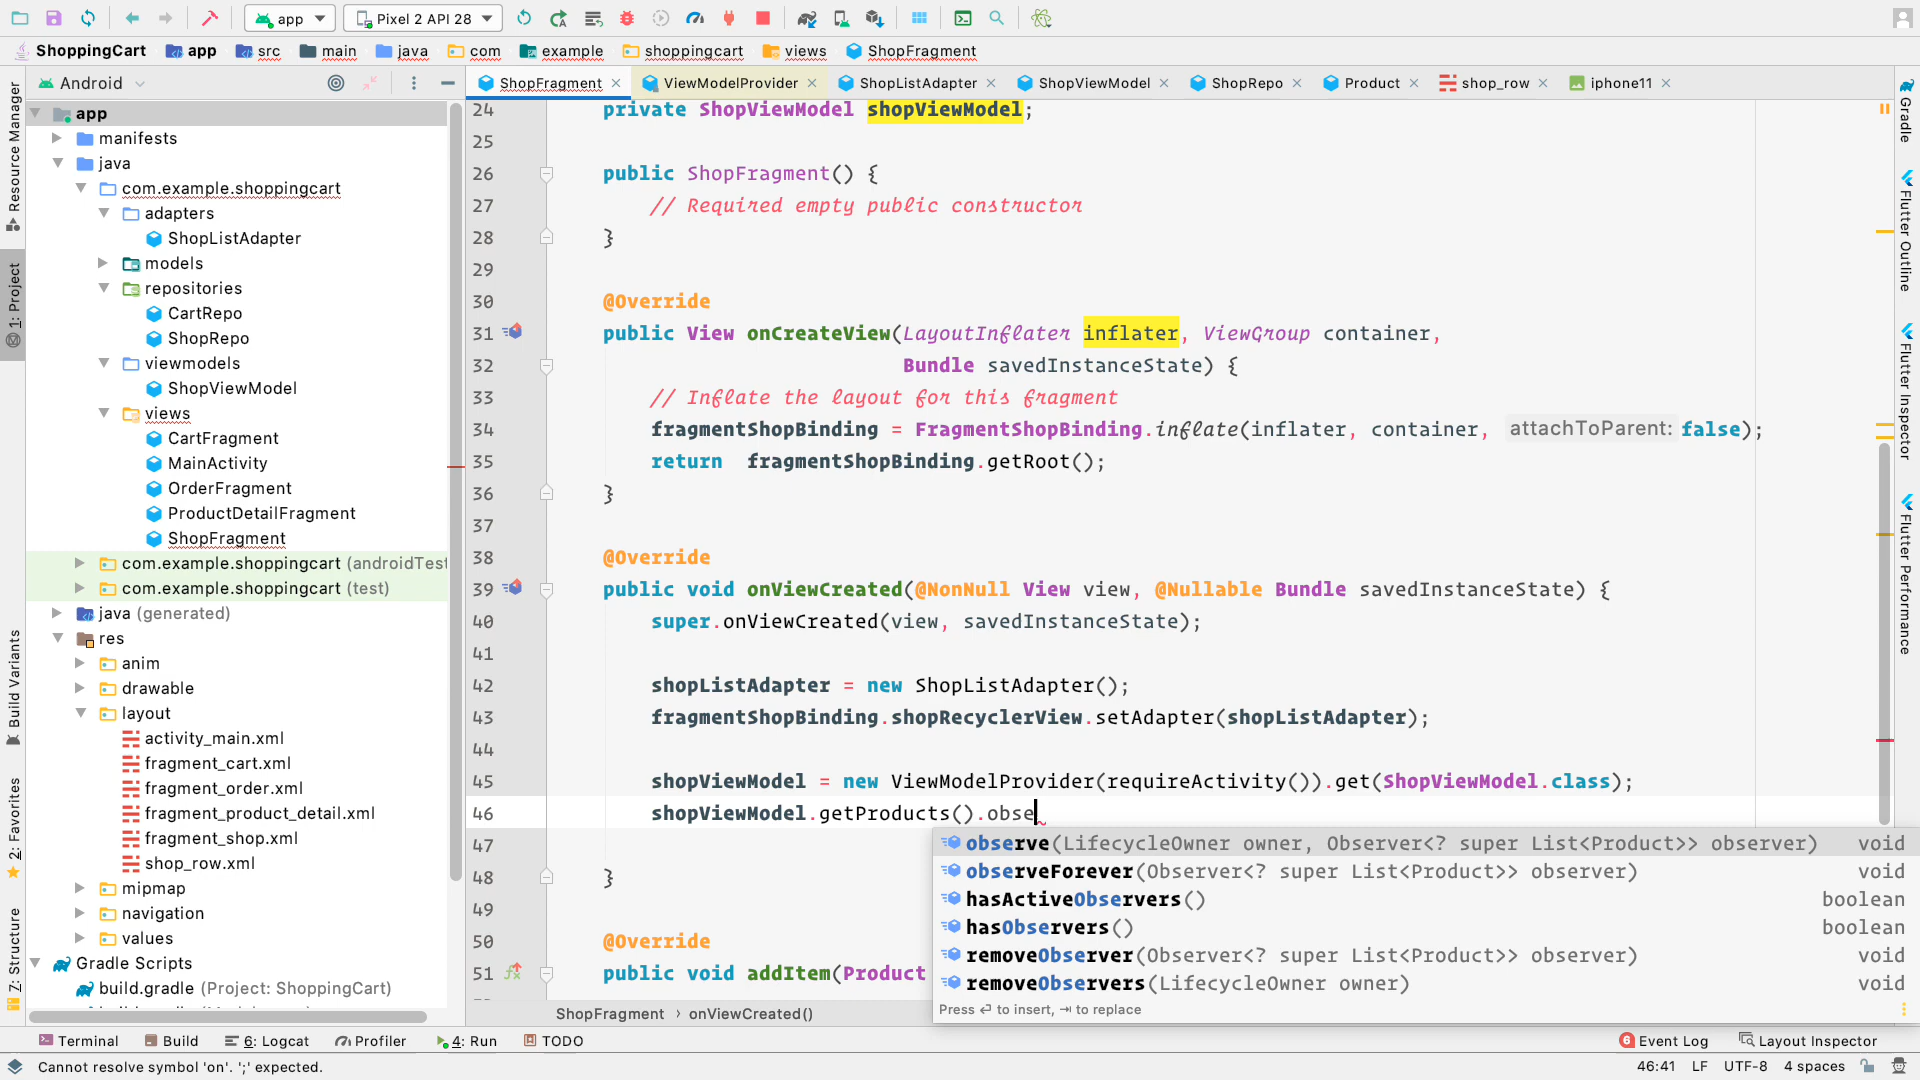 app
Pixel 2 API 28
ShoppingCart app src main java com example shoppingcart views ShopFragment
Android
ShopFragment ViewModelProvider ShopListAdapter ShopViewModel ShopRepo Product shop_row iphone11
Resource Manager
1: Project
Build Variants
2: Favorites
Z: Structure
app
manifests
java
com.example.shoppingcart
adapters
ShopListAdapter
models
repositories
CartRepo
ShopRepo
viewmodels
ShopViewModel
views
CartFragment
MainActivity
OrderFragment
ProductDetailFragment
ShopFragment
com.example.shoppingcart (androidTest
com.example.shoppingcart (test)
java (generated)
res
anim
drawable
layout
activity_main.xml
fragment_cart.xml
fragment_order.xml
fragment_product_detail.xml
fragment_shop.xml
shop_row.xml
mipmap
navigation
values
Gradle Scripts
build.gradle (Project: ShoppingCart)
24 private ShopViewModel shopViewModel;
25
26 public ShopFragment() {
27 // Required empty public constructor
28 }
29
30 @Override
31 public View onCreateView(LayoutInflater inflater, ViewGroup container,
32 Bundle savedInstanceState) {
33 // Inflate the layout for this fragment
34 fragmentShopBinding = FragmentShopBinding.inflate(inflater, container, attachToParent: false);
35 return fragmentShopBinding.getRoot();
36 }
37
38 @Override
39 public void onViewCreated(@NonNull View view, @Nullable Bundle savedInstanceState) {
40 super.onViewCreated(view, savedInstanceState);
41
42 shopListAdapter = new ShopListAdapter();
43 fragmentShopBinding.shopRecyclerView.setAdapter(shopListAdapter);
44
45 shopViewModel = new ViewModelProvider(requireActivity()).get(ShopViewModel.class);
46 shopViewModel.getProducts().obse
47
48 }
49
50 @Override
51 public void addItem(Product
observe(LifecycleOwner owner, Observer<? super List<Product>> observer) void
observeForever(Observer<? super List<Product>> observer) void
hasActiveObservers() boolean
hasObservers() boolean
removeObserver(Observer<? super List<Product>> observer) void
removeObservers(LifecycleOwner owner) void
Press ⏎ to insert, ⇥ to replace
ShopFragment › onViewCreated()
Gradle
Flutter Outline
Flutter Inspector
Flutter Performance
Terminal Build 6: Logcat Profiler 4: Run TODO
6 Event Log Layout Inspector
Cannot resolve symbol 'on'. ';' expected.
46:41 LF UTF-8 4 spaces